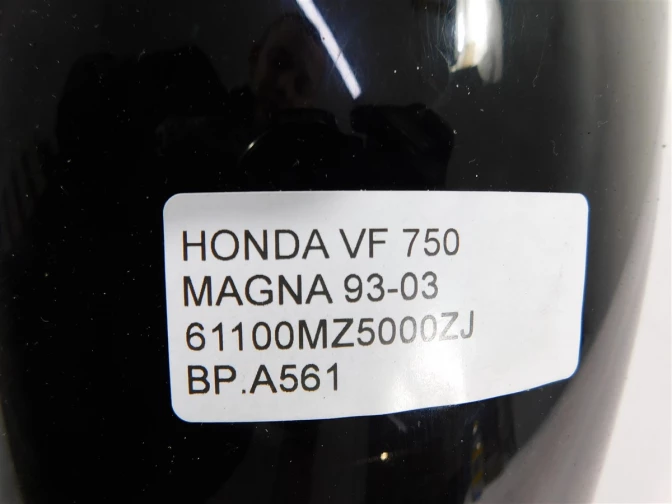 HONDA VF 750
MAGNA 93-03
61100MZ5000ZJ
BP.A561